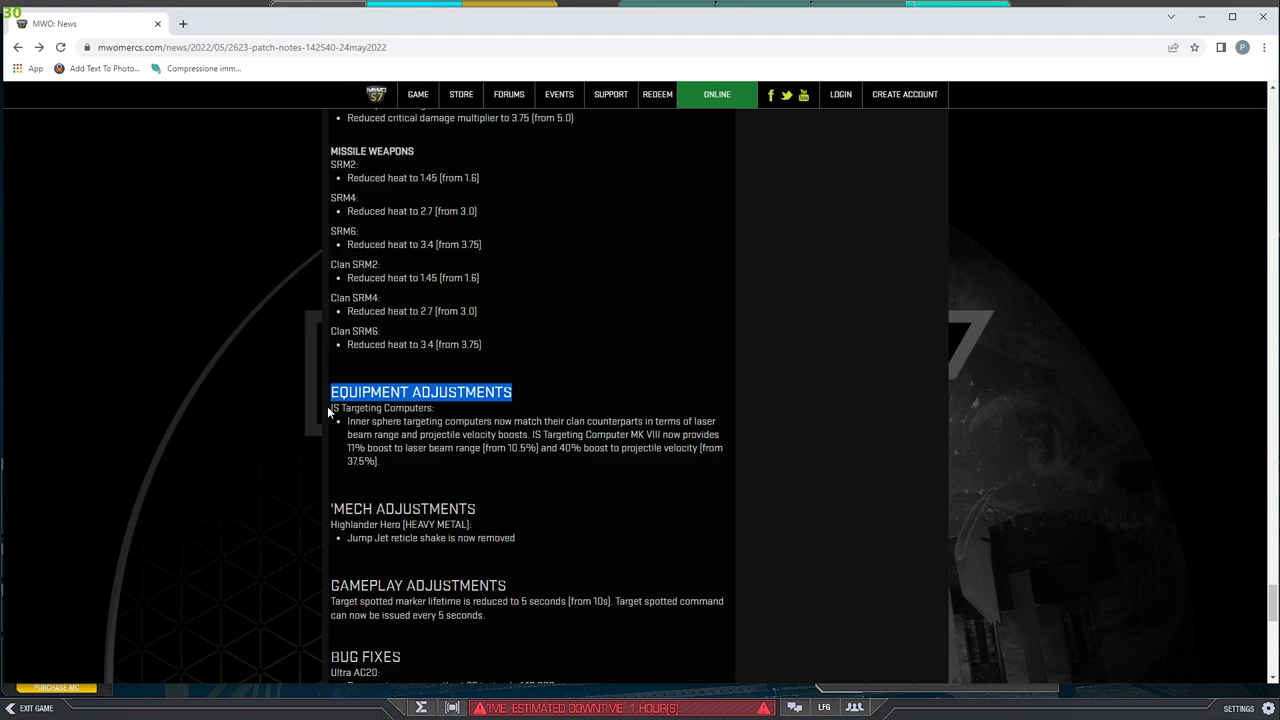 30
MWO: News
mwomercs.com/news/2022/05/2623-patch-notes-142540-24may2022
P
App
Add Text To Photo...
Compressione imm...
MWO
S7
GAME
STORE
FORUMS
EVENTS
SUPPORT
REDEEM
ONLINE
LOGIN
CREATE ACCOUNT
Reduced critical damage multiplier to 3.75 (from 5.0)
MISSILE WEAPONS
SRM2:
Reduced heat to 1.45 (from 1.6)
SRM4:
Reduced heat to 2.7 (from 3.0)
SRM6:
Reduced heat to 3.4 (from 3.75)
Clan SRM2:
Reduced heat to 1.45 (from 1.6)
Clan SRM4:
Reduced heat to 2.7 (from 3.0)
Clan SRM6:
Reduced heat to 3.4 (from 3.75)
EQUIPMENT ADJUSTMENTS
IS Targeting Computers:
Inner sphere targeting computers now match their clan counterparts in terms of laser
beam range and projectile velocity boosts. IS Targeting Computer MK VIII now provides
11% boost to laser beam range (from 10.5%) and 40% boost to projectile velocity (from
37.5%).
'MECH ADJUSTMENTS
Highlander Hero (HEAVY METAL):
Jump Jet reticle shake is now removed
GAMEPLAY ADJUSTMENTS
Target spotted marker lifetime is reduced to 5 seconds (from 10s). Target spotted command
can now be issued every 5 seconds.
BUG FIXES
Ultra AC20:
PURCHASE MC
EXIT GAME
TIME. ESTIMATED DOWNTIME: 1 HOUR(S)
LFG
SETTINGS